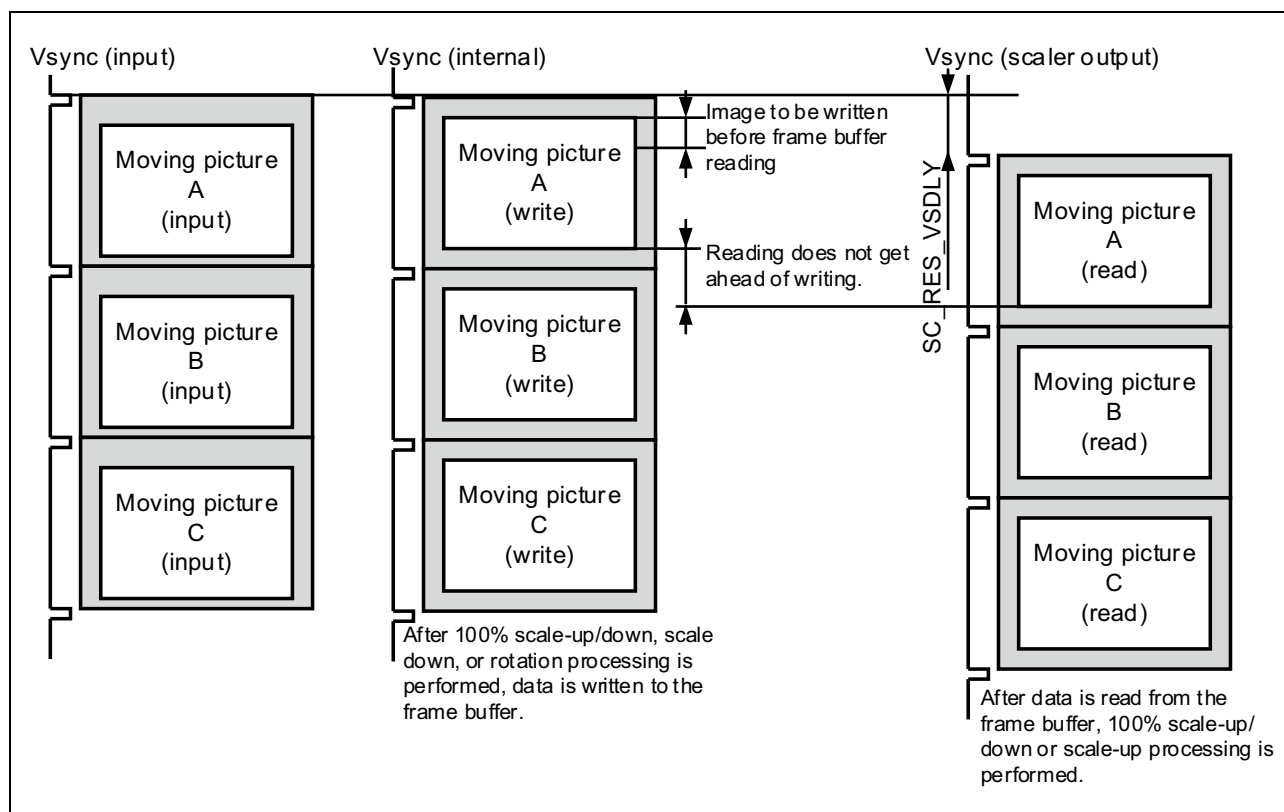 Vsync (input)
Vsync (internal)
Vsync (scaler output)
Moving picture
A
(input)
Moving picture
B
(input)
Moving picture
C
(input)
Moving picture
A
(write)
Moving picture
B
(write)
Moving picture
C
(write)
After 100% scale-up/down, scale
down, or rotation processing is
performed, data is written to the
frame buffer.
Image to be written
before frame buffer
reading
Reading does not get
ahead of writing.
SC_RES_VSDLY
Moving picture
A
(read)
Moving picture
B
(read)
Moving picture
C
(read)
After data is read from the
frame buffer, 100% scale-up/
down or scale-up processing is
performed.